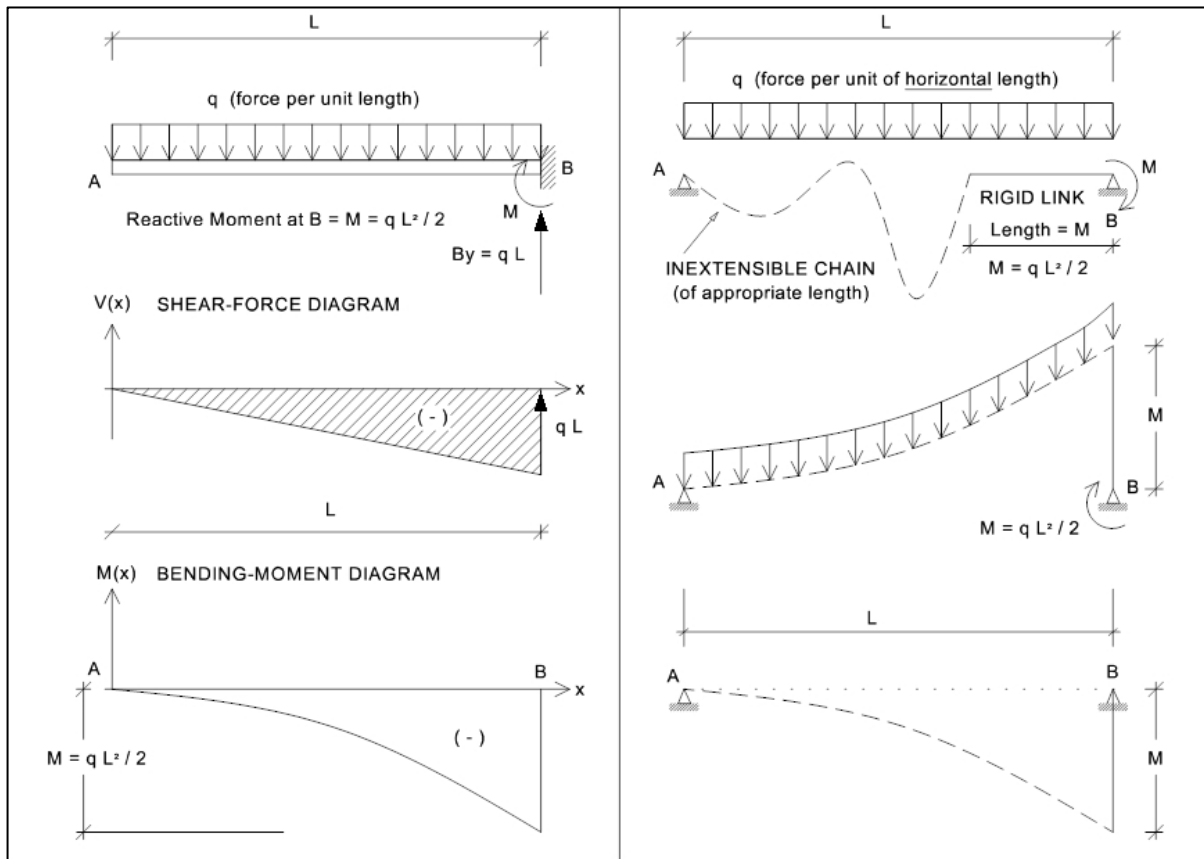 L
q (force per unit length)
A
B
M
Reactive Moment at B = M = q L² / 2
By = q L
V(x) SHEAR-FORCE DIAGRAM
x
( - )
q L
L
M(x) BENDING-MOMENT DIAGRAM
A
B
x
( - )
M = q L² / 2
L
q (force per unit of horizontal length)
A
M
RIGID LINK
B
Length = M
M = q L² / 2
INEXTENSIBLE CHAIN
(of appropriate length)
M
A
B
M = q L² / 2
L
A
B
M